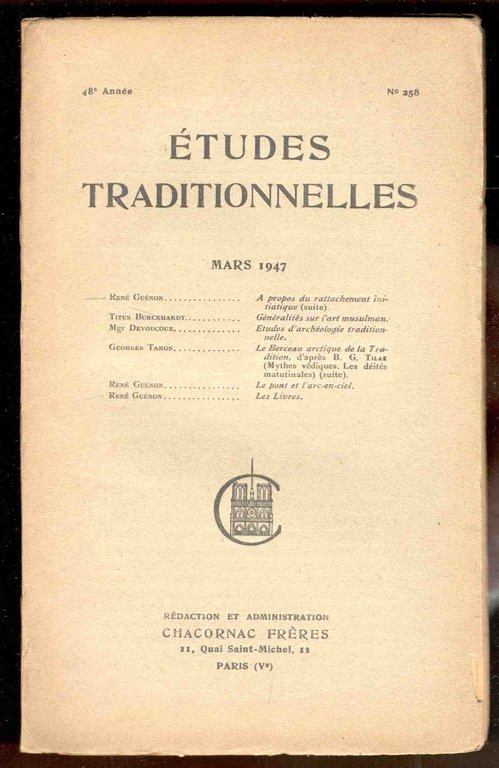 48e Année
No 258
ÉTUDES
TRADITIONNELLES
MARS 1947
René Guénon................ A propos du rattachement ini-
tiatique (suite).
Titus Burckhardt............ Généralités sur l'art musulman.
Mgr Devoucoux.............. Etudes d'archéologie tradition-
nelle.
Georges Tamos.............. Le Berceau arctique de la Tra-
dition, d'après B. G. Tilak
(Mythes védiques. Les déités
matutinales) (suite).
René Guénon................ Le pont et l'arc-en-ciel.
René Guénon................ Les Livres.
C
RÉDACTION ET ADMINISTRATION
CHACORNAC FRÈRES
11, Quai Saint-Michel, 11
PARIS (Ve)